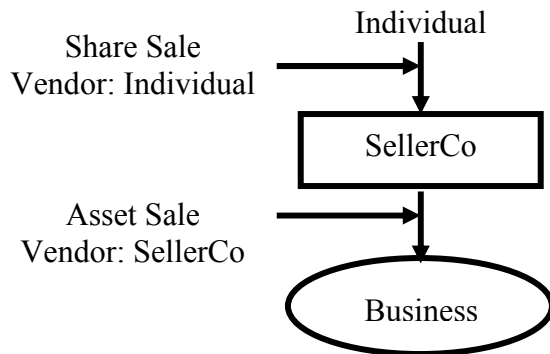 Individual
Share Sale
Vendor: Individual
SellerCo
Asset Sale
Vendor: SellerCo
Business